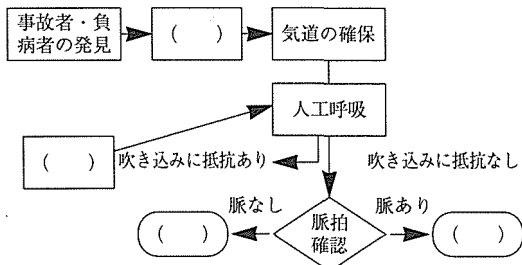 事故者・負
病者の発見
(　　)
気道の確保
人工呼吸
(　　)
吹き込みに抵抗あり
吹き込みに抵抗なし
脈なし
脈あり
(　　)
脈拍
確認
(　　)